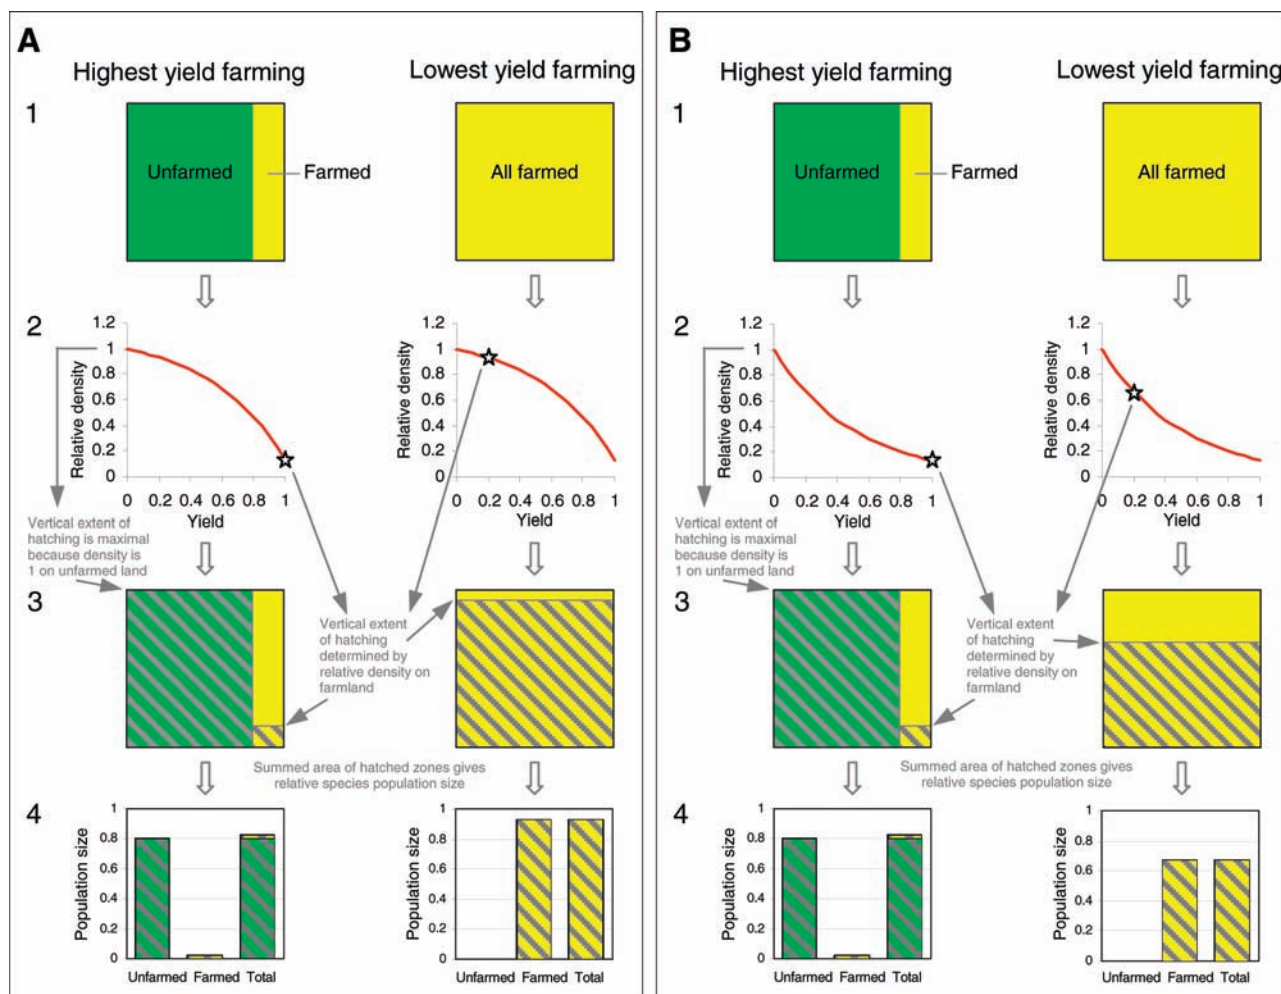 A
Highest yield farming
Lowest yield farming
1
Unfarmed
Farmed
All farmed
2
1.2
1
0.8
0.6
0.4
0.2
0
Relative density
0 0.2 0.4 0.6 0.8 1
Yield
1.2
1
0.8
0.6
0.4
0.2
0
Relative density
0 0.2 0.4 0.6 0.8 1
Yield
Vertical extent of
hatching is maximal
because density is
1 on unfarmed land
3
Vertical extent
of hatching
determined by
relative density on
farmland
Summed area of hatched zones gives
relative species population size
4
1
0.8
0.6
0.4
0.2
0
Population size
Unfarmed Farmed Total
1
0.8
0.6
0.4
0.2
0
Population size
Unfarmed Farmed Total
B
Highest yield farming
Lowest yield farming
1
Unfarmed
Farmed
All farmed
2
1.2
1
0.8
0.6
0.4
0.2
0
Relative density
0 0.2 0.4 0.6 0.8 1
Yield
1.2
1
0.8
0.6
0.4
0.2
0
Relative density
0 0.2 0.4 0.6 0.8 1
Yield
Vertical extent of
hatching is maximal
because density is
1 on unfarmed land
3
Vertical extent
of hatching
determined by
relative density on
farmland
Summed area of hatched zones gives
relative species population size
4
1
0.8
0.6
0.4
0.2
0
Population size
Unfarmed Farmed Total
1
0.8
0.6
0.4
0.2
0
Population size
Unfarmed Farmed Total